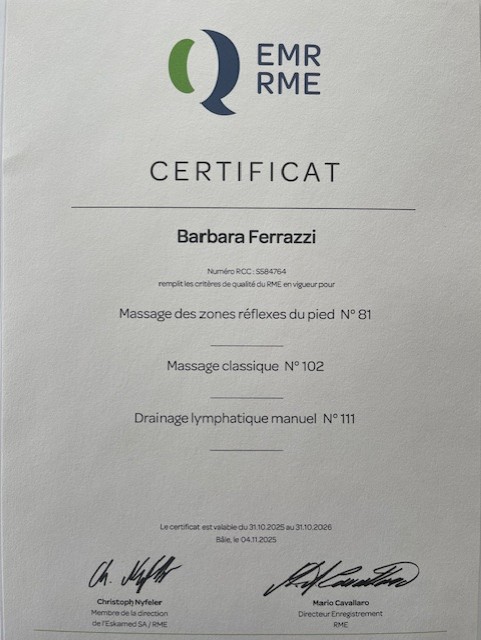 EMR
RME
CERTIFICAT
Barbara Ferrazzi
Numéro RCC : S584764
remplit les critères de qualité du RME en vigueur pour
Massage des zones réflexes du pied N° 81
Massage classique N° 102
Drainage lymphatique manuel N° 111
Le certificat est valable du 31.10.2025 au 31.10.2026
Bâle, le 04.11.2025
Ch. Nyfeler
Christoph Nyfeler
Membre de la direction
de l'Eskamed SA / RME
M. Cavallaro
Mario Cavallaro
Directeur Enregistrement
RME